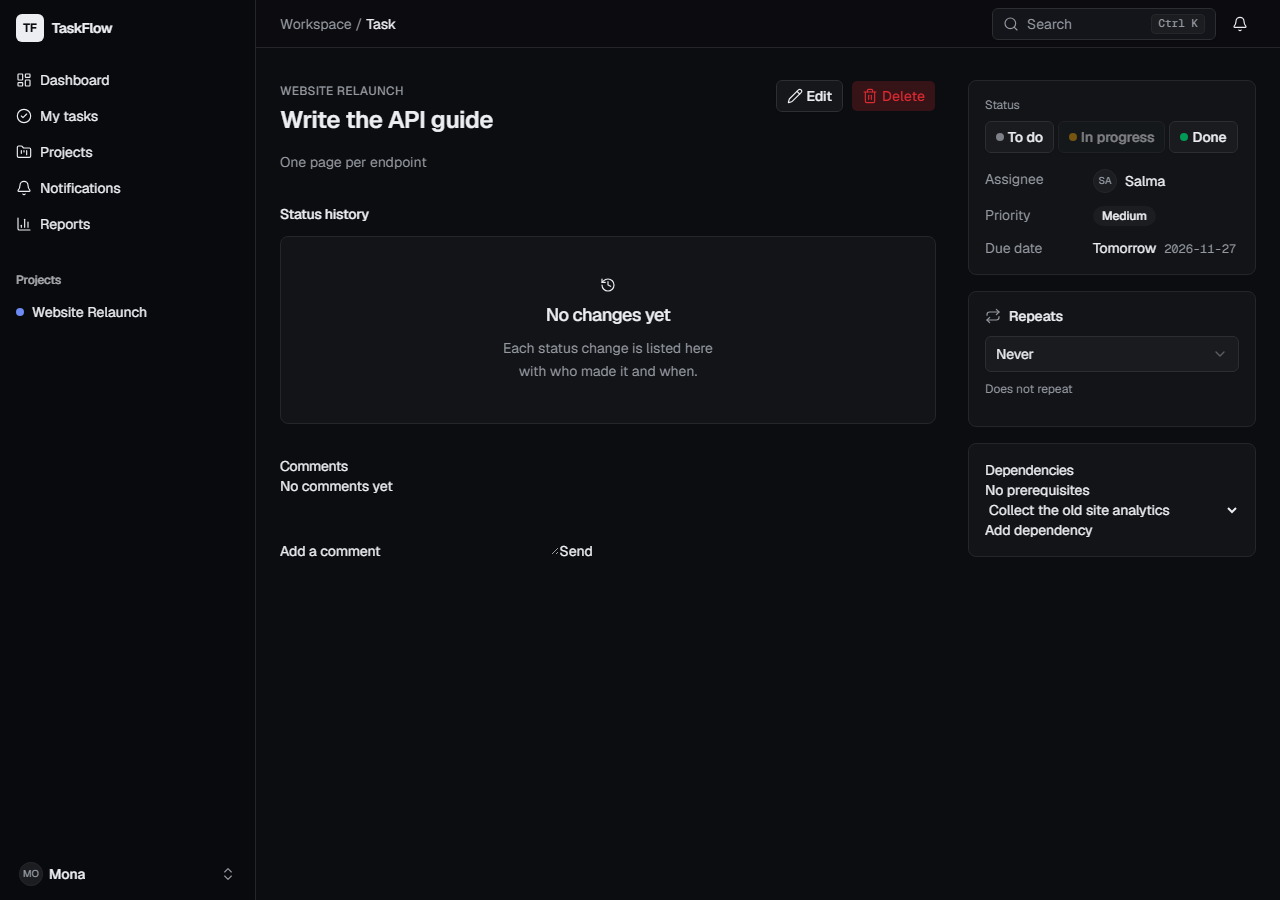 TF TaskFlow
Dashboard
My tasks
Projects
Notifications
Reports
Projects
Website Relaunch
MO Mona
Workspace / Task
Search Ctrl K
WEBSITE RELAUNCH
Write the API guide
Edit Delete
One page per endpoint
Status history
No changes yet
Each status change is listed here
with who made it and when.
Comments
No comments yet
Add a comment Send
Status
To do In progress Done
Assignee SA Salma
Priority Medium
Due date Tomorrow 2026-11-27
Repeats
Never
Does not repeat
Dependencies
No prerequisites
Collect the old site analytics
Add dependency